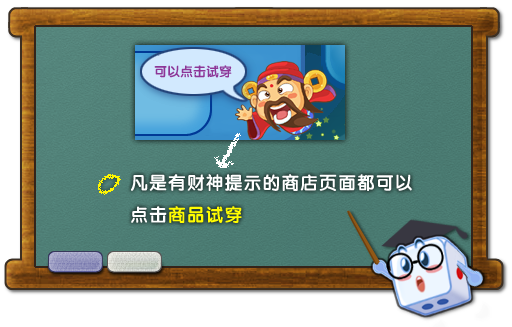 可以点击试穿
凡是有财神提示的商店页面都可以
点击商品试穿